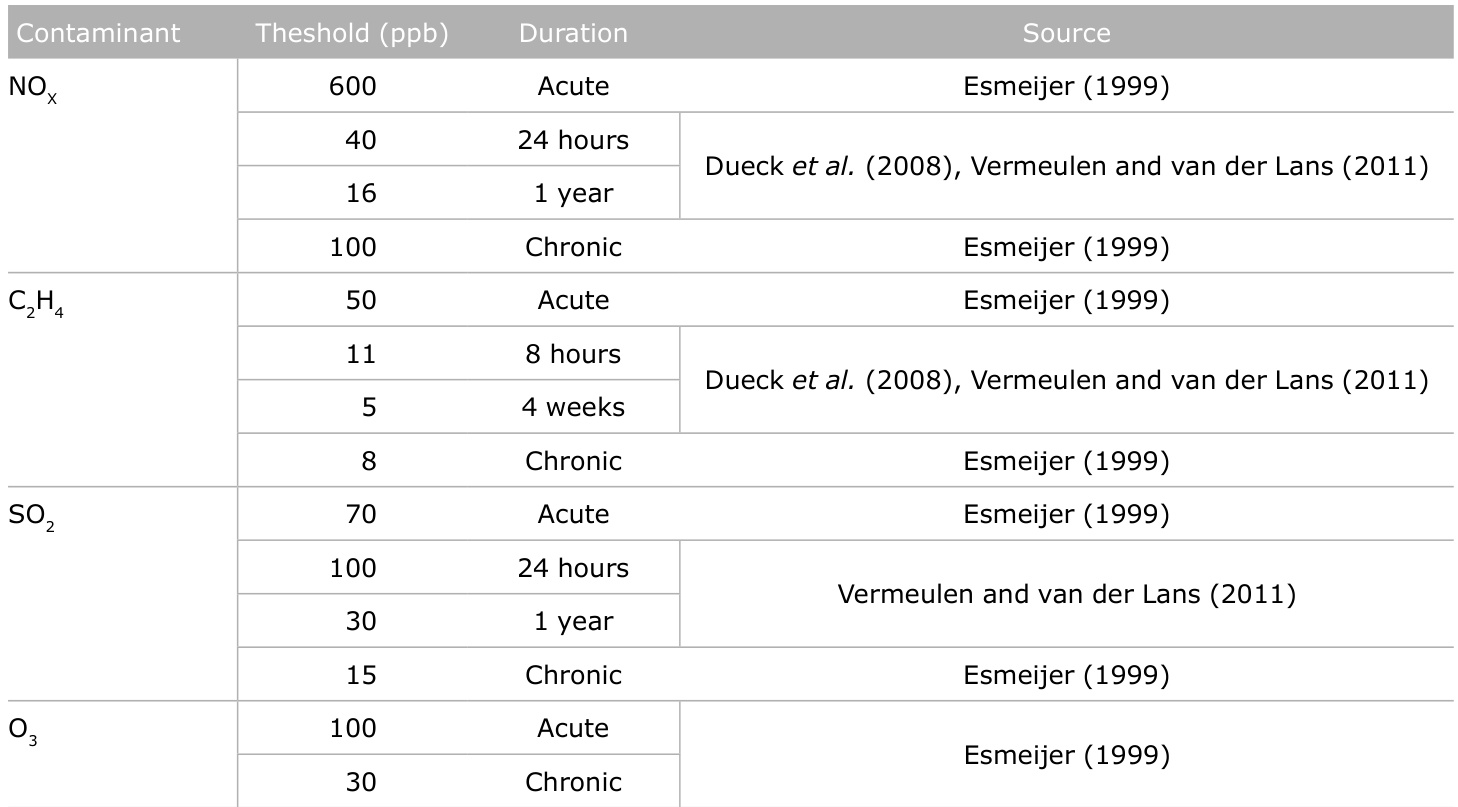 Contaminant Theshold (ppb) Duration Source
NOX 600 Acute Esmeijer (1999)
40 24 hours
Dueck et al. (2008), Vermeulen and van der Lans (2011)
16 1 year
100 Chronic Esmeijer (1999)
C2H4 50 Acute Esmeijer (1999)
11 8 hours
Dueck et al. (2008), Vermeulen and van der Lans (2011)
5 4 weeks
8 Chronic Esmeijer (1999)
SO2 70 Acute Esmeijer (1999)
100 24 hours
Vermeulen and van der Lans (2011)
30 1 year
15 Chronic Esmeijer (1999)
O3 100 Acute
Esmeijer (1999)
30 Chronic